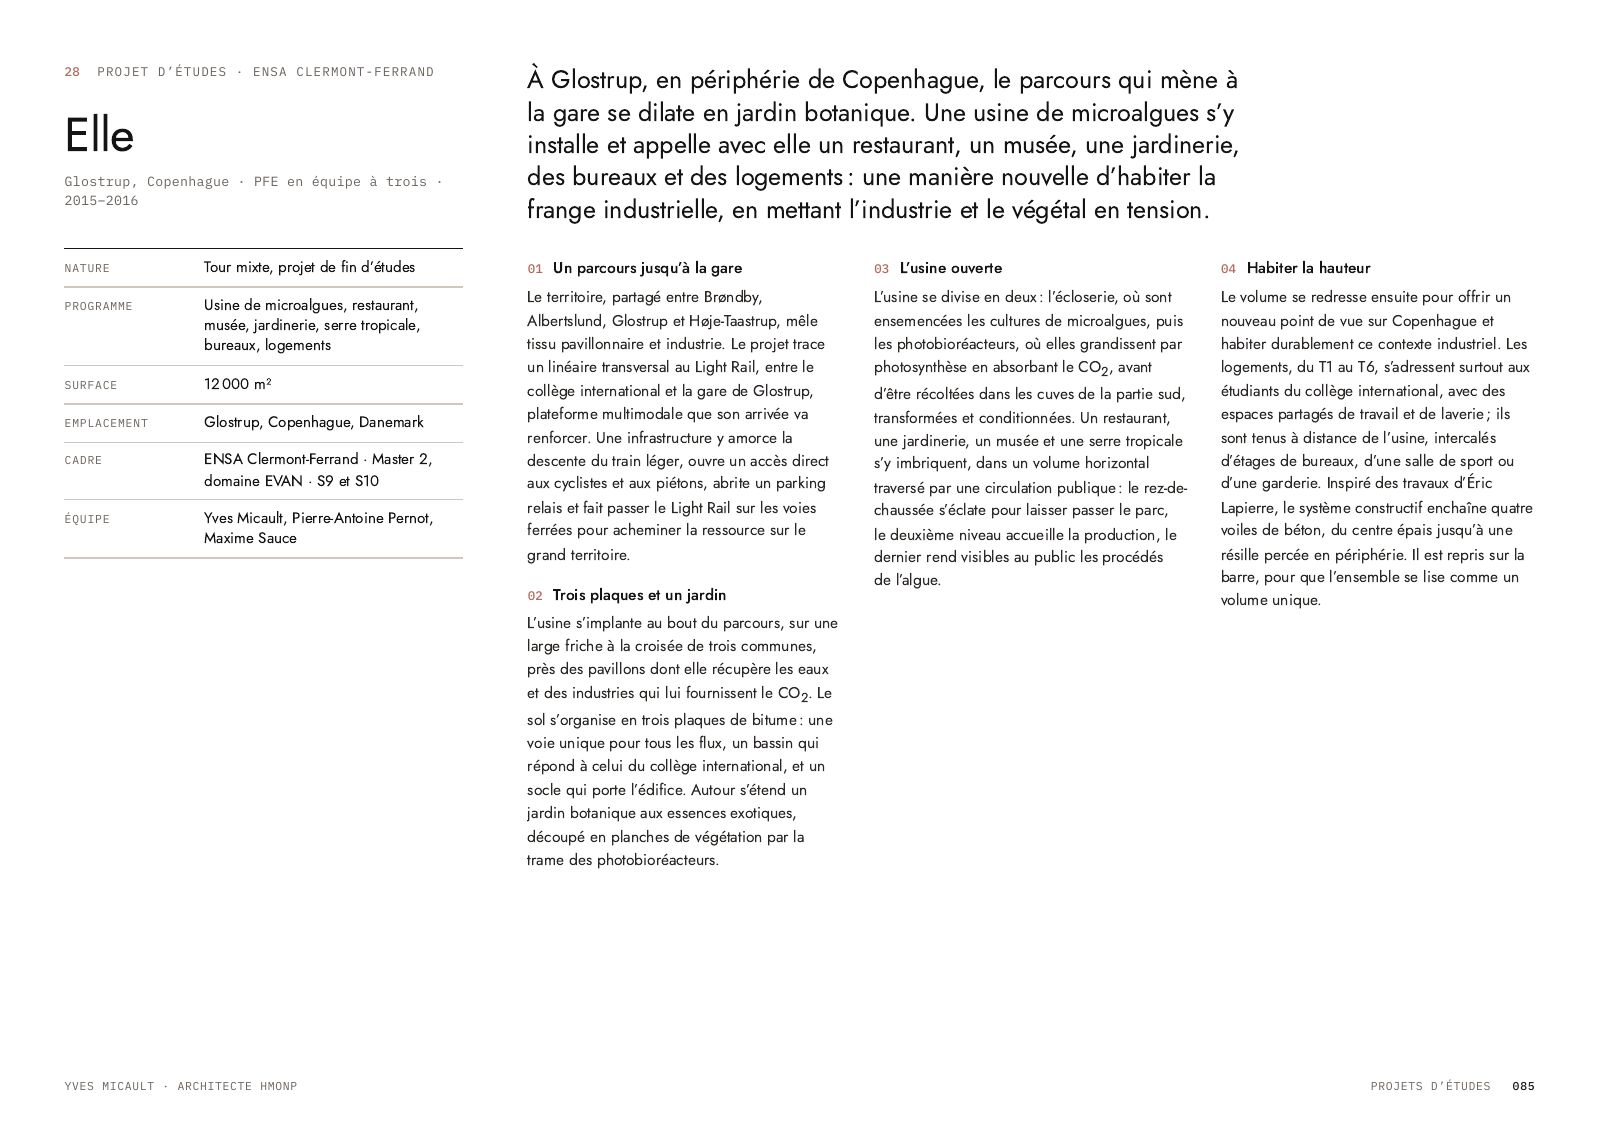 28 PROJET D’ÉTUDES · ENSA CLERMONT-FERRAND
Elle
Glostrup, Copenhague · PFE en équipe à trois ·
2015–2016
NATURE Tour mixte, projet de fin d’études
PROGRAMME Usine de microalgues, restaurant,
musée, jardinerie, serre tropicale,
bureaux, logements
SURFACE 12 000 m²
EMPLACEMENT Glostrup, Copenhague, Danemark
CADRE ENSA Clermont-Ferrand · Master 2,
domaine EVAN · S9 et S10
ÉQUIPE Yves Micault, Pierre-Antoine Pernot,
Maxime Sauce
À Glostrup, en périphérie de Copenhague, le parcours qui mène à
la gare se dilate en jardin botanique. Une usine de microalgues s’y
installe et appelle avec elle un restaurant, un musée, une jardinerie,
des bureaux et des logements : une manière nouvelle d’habiter la
frange industrielle, en mettant l’industrie et le végétal en tension.
01 Un parcours jusqu’à la gare
Le territoire, partagé entre Brøndby,
Albertslund, Glostrup et Høje-Taastrup, mêle
tissu pavillonnaire et industrie. Le projet trace
un linéaire transversal au Light Rail, entre le
collège international et la gare de Glostrup,
plateforme multimodale que son arrivée va
renforcer. Une infrastructure y amorce la
descente du train léger, ouvre un accès direct
aux cyclistes et aux piétons, abrite un parking
relais et fait passer le Light Rail sur les voies
ferrées pour acheminer la ressource sur le
grand territoire.
02 Trois plaques et un jardin
L’usine s’implante au bout du parcours, sur une
large friche à la croisée de trois communes,
près des pavillons dont elle récupère les eaux
et des industries qui lui fournissent le CO₂. Le
sol s’organise en trois plaques de bitume : une
voie unique pour tous les flux, un bassin qui
répond à celui du collège international, et un
socle qui porte l’édifice. Autour s’étend un
jardin botanique aux essences exotiques,
découpé en planches de végétation par la
trame des photobioréacteurs.
03 L’usine ouverte
L’usine se divise en deux : l’écloserie, où sont
ensemencées les cultures de microalgues, puis
les photobioréacteurs, où elles grandissent par
photosynthèse en absorbant le CO₂, avant
d’être récoltées dans les cuves de la partie sud,
transformées et conditionnées. Un restaurant,
une jardinerie, un musée et une serre tropicale
s’y imbriquent, dans un volume horizontal
traversé par une circulation publique : le rez-de-
chaussée s’éclate pour laisser passer le parc,
le deuxième niveau accueille la production, le
dernier rend visibles au public les procédés
de l’algue.
04 Habiter la hauteur
Le volume se redresse ensuite pour offrir un
nouveau point de vue sur Copenhague et
habiter durablement ce contexte industriel. Les
logements, du T1 au T6, s’adressent surtout aux
étudiants du collège international, avec des
espaces partagés de travail et de laverie ; ils
sont tenus à distance de l’usine, intercalés
d’étages de bureaux, d’une salle de sport ou
d’une garderie. Inspiré des travaux d’Éric
Lapierre, le système constructif enchaîne quatre
voiles de béton, du centre épais jusqu’à une
résille percée en périphérie. Il est repris sur la
barre, pour que l’ensemble se lise comme un
volume unique.
YVES MICAULT · ARCHITECTE HMONP
PROJETS D’ÉTUDES 085